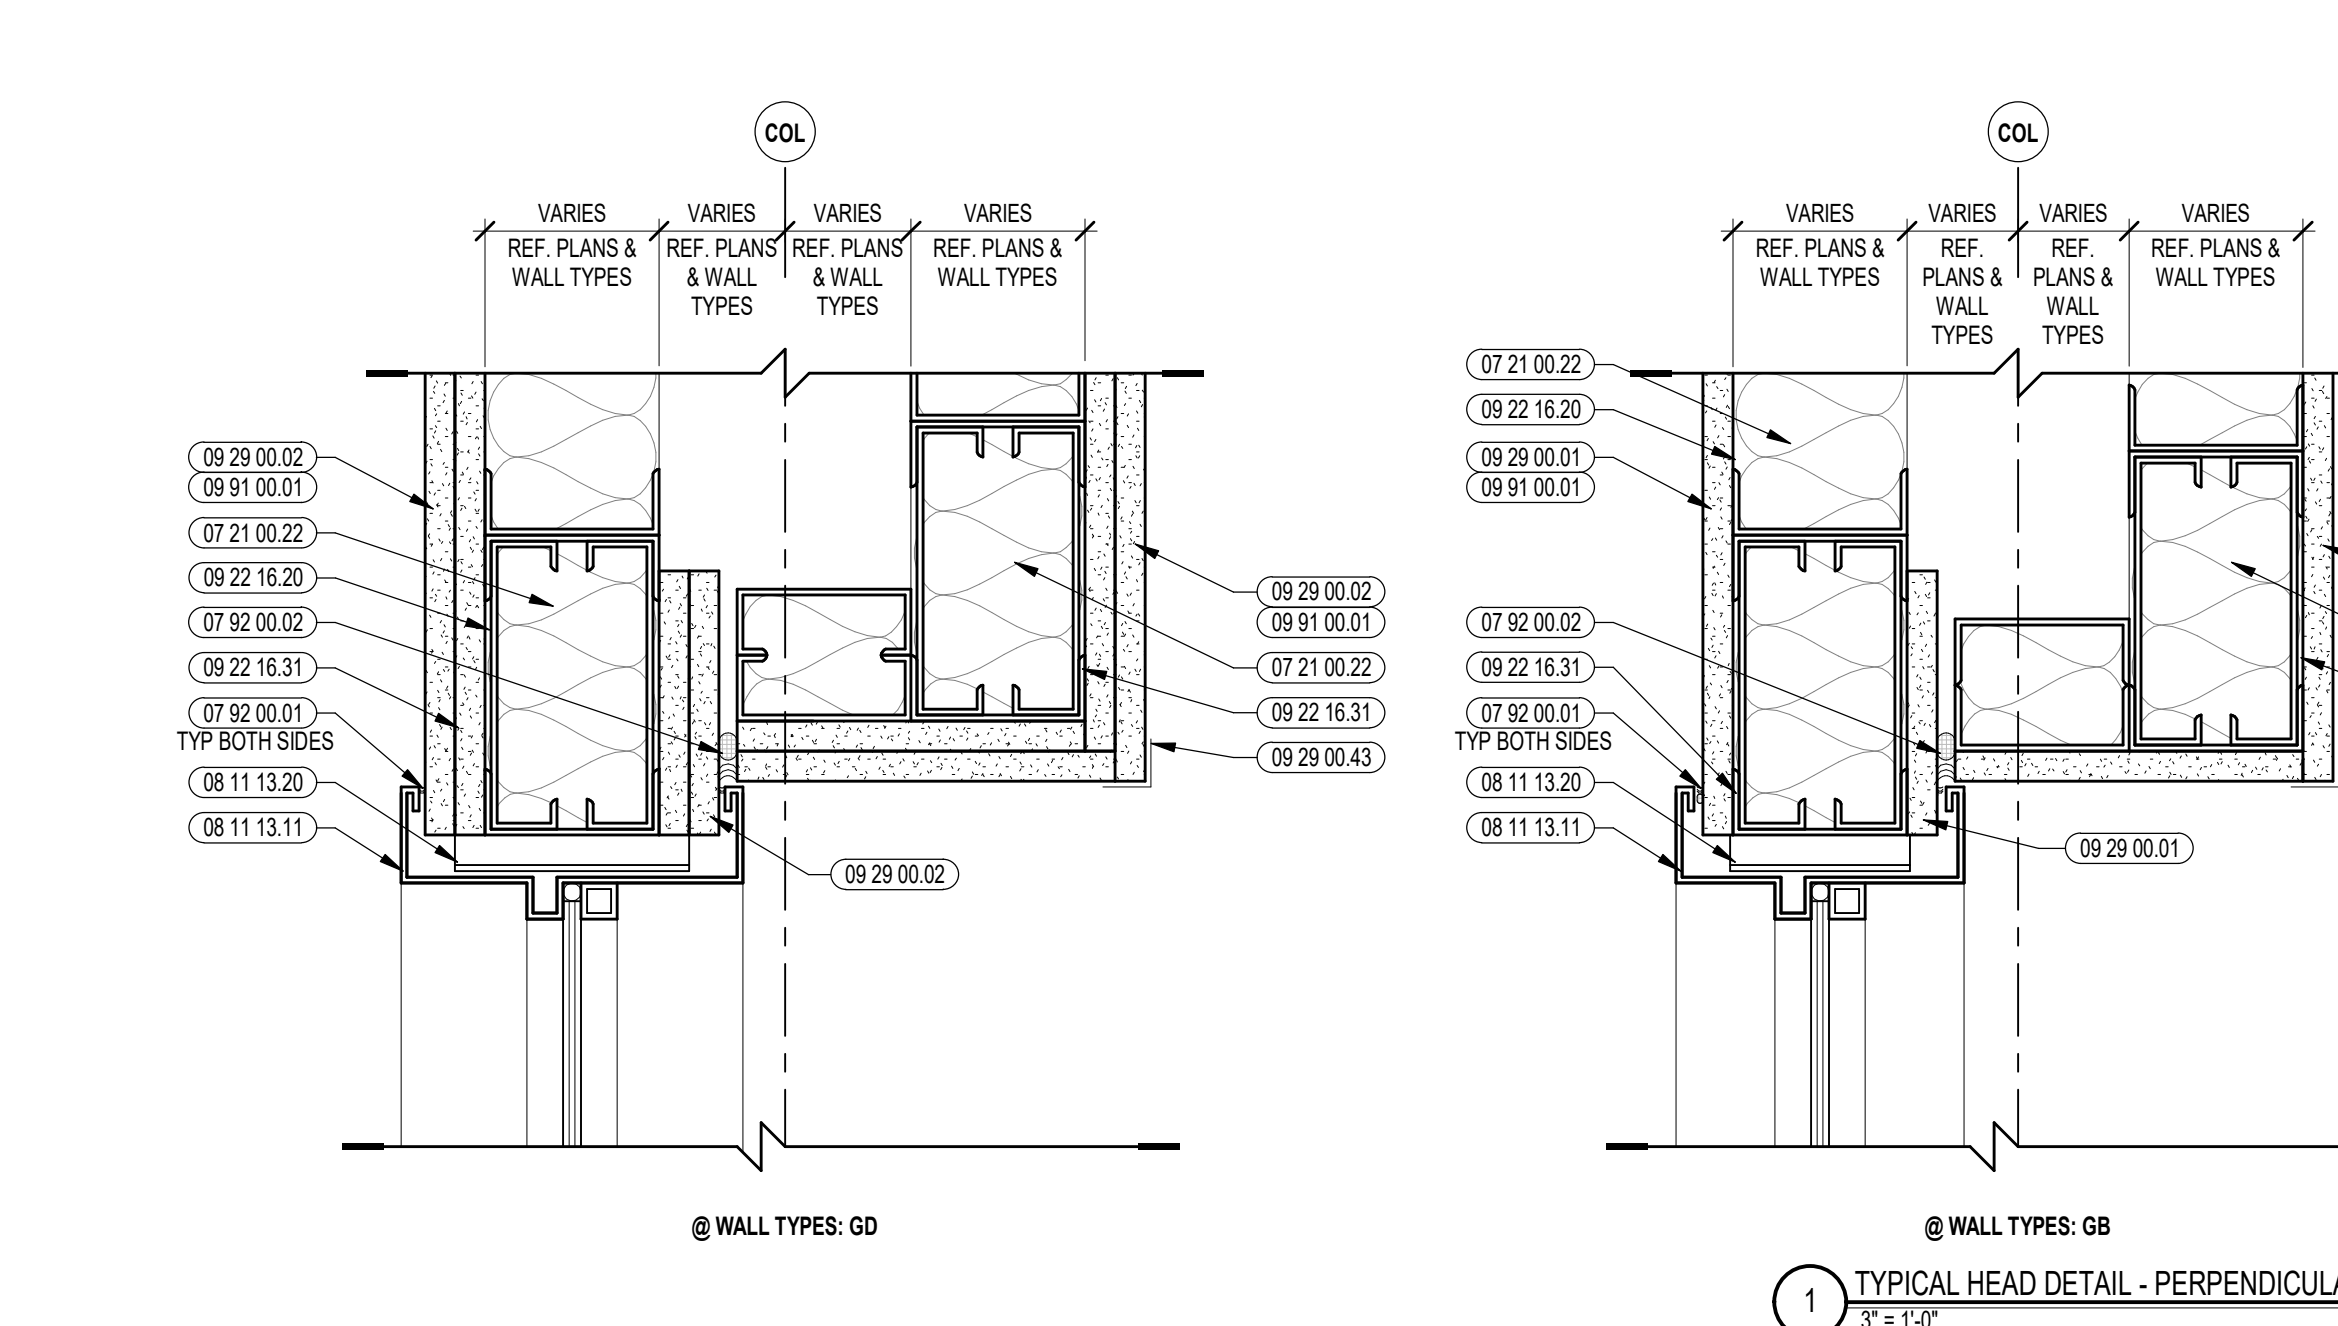 COL
VARIES VARIES VARIES VARIES
REF. PLANS & REF. PLANS REF. PLANS REF. PLANS &
WALL TYPES & WALL & WALL WALL TYPES
TYPES TYPES
09 29 00.02
09 91 00.01
07 21 00.22
09 22 16.20
07 92 00.02
09 22 16.31
07 92 00.01
TYP BOTH SIDES
08 11 13.20
08 11 13.11
09 29 00.02
09 91 00.01
07 21 00.22
09 22 16.31
09 29 00.43
09 29 00.02
@ WALL TYPES: GD
COL
VARIES VARIES VARIES VARIES
REF. PLANS & REF. REF. REF. PLANS &
WALL TYPES PLANS & PLANS & WALL TYPES
WALL WALL
TYPES TYPES
07 21 00.22
09 22 16.20
09 29 00.01
09 91 00.01
07 92 00.02
09 22 16.31
07 92 00.01
TYP BOTH SIDES
08 11 13.20
08 11 13.11
09 29 00.01
@ WALL TYPES: GB
1
TYPICAL HEAD DETAIL - PERPENDICULA
3" = 1'-0"